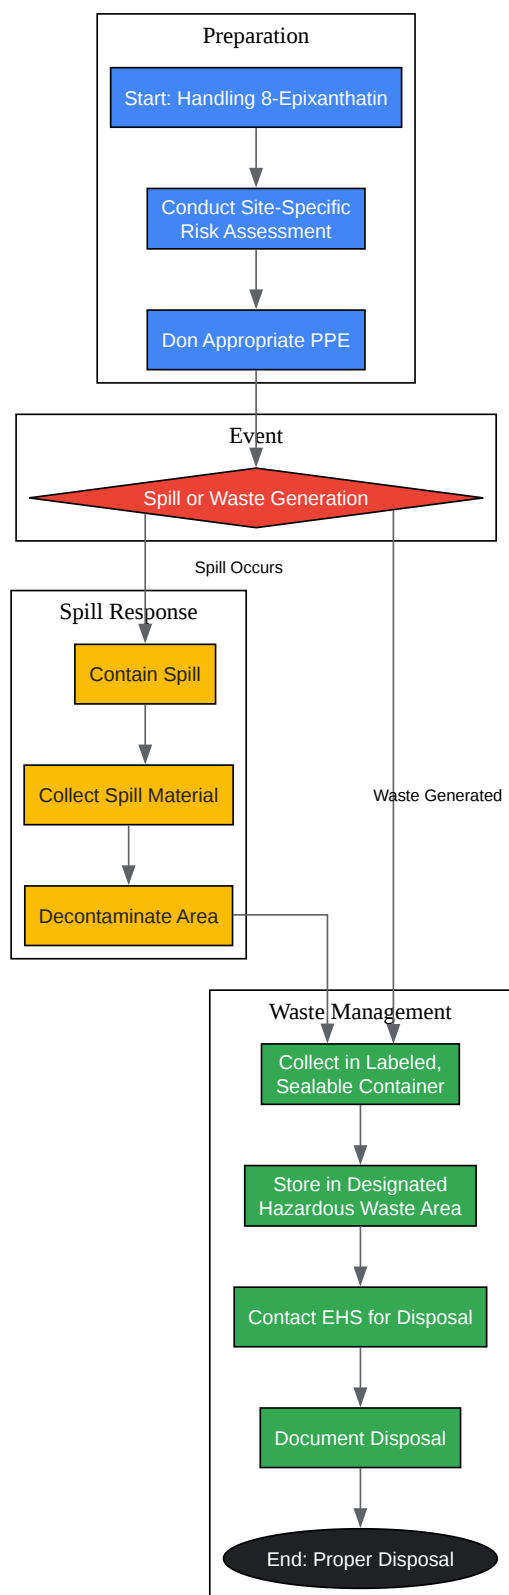 Preparation
Start: Handling 8-Epixanthatin
Conduct Site-Specific
Risk Assessment
Don Appropriate PPE
Event
Spill or Waste Generation
Spill Occurs
Spill Response
Contain Spill
Collect Spill Material
Waste Generated
Decontaminate Area
Waste Management
Collect in Labeled,
Sealable Container
Store in Designated
Hazardous Waste Area
Contact EHS for Disposal
Document Disposal
End: Proper Disposal